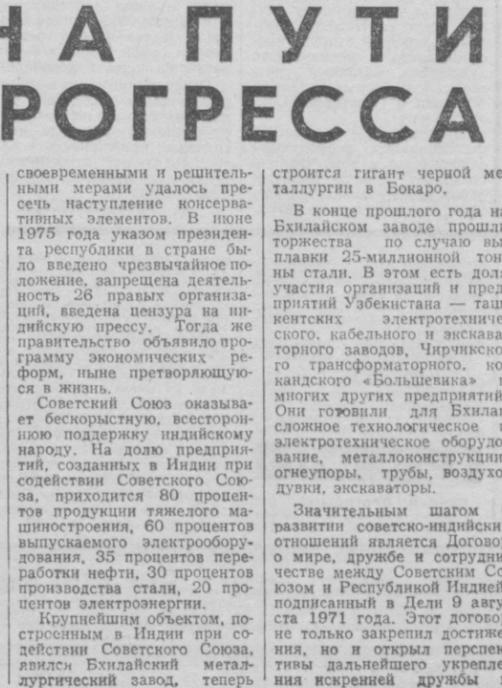 НА ПУТИ
РОГРЕССА
своевременными и решитель-
ными мерами удалось пре-
сечь наступление консерва-
тивных элементов. В июне
1975 года указом президен-
та республики в стране бы-
ло введено чрезвычайное по-
ложение, запрещена деятель-
ность 26 правых организа-
ций, введена цензура на ин-
дийскую прессу. Тогда же
правительство объявило про-
грамму экономических ре-
форм, ныне претворяющую-
ся в жизнь.
Советский Союз оказыва-
ет бескорыстную, всесторон-
нюю поддержку индийскому
народу. На долю предприя-
тий, созданных в Индии при
содействии Советского Сою-
за, приходится 80 процен-
тов продукции тяжелого ма-
шиностроения, 60 процентов
выпускаемого электрообору-
дования, 35 процентов пере-
работки нефти, 30 процентов
производства стали, 20 про-
центов электроэнергии.
Крупнейшим объектом, по-
строенным в Индии при со-
действии Советского Союза,
явился Бхилайский метал-
лургический завод, теперь
строится гигант черной ме
таллургии в Бокаро.
В конце прошлого года на
Бхилайском заводе прошли
торжества по случаю вы
плавки 25-миллионной тон
ны стали. В этом есть дол
участия организаций и пред
приятий Узбекистана — таш
кентских электротехниче
ского, кабельного и экскава
торного заводов, Чирчикско
го трансформаторного, ко
кандского «Большевика»
многих других предприятий
Они готовили для Бхила
сложное технологическое
электротехническое оборудо
вание, металлоконструкции
огнеупоры, трубы, воздухо
дувки, экскаваторы.
Значительным шагом
развитии советско-индийски
отношений является Догово
о мире, дружбе и сотрудни
честве между Советским Со
юзом и Республикой Индией
подписанный в Дели 9 авгу
ста 1971 года. Этот догово
не только закрепил достиже
ния, но и открыл перспек
тивы дальнейшего укрепле
ния искренней дружбы